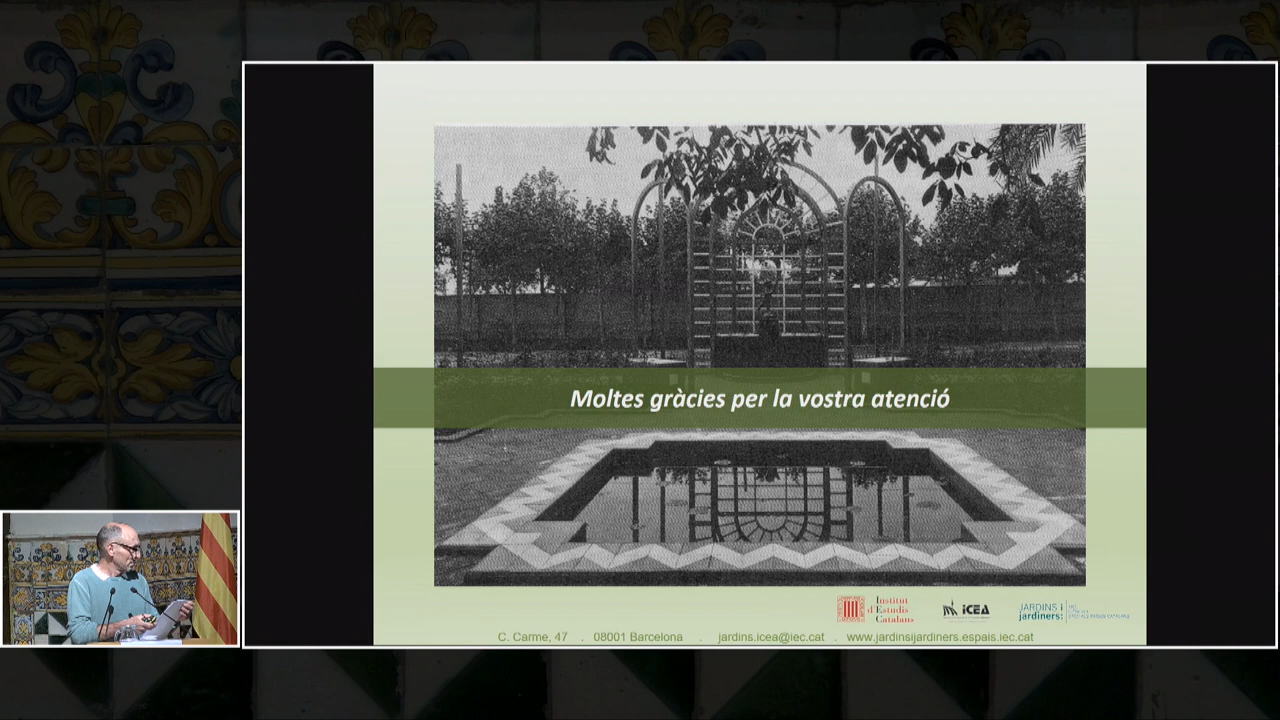 Moltes gràcies per la vostra atenció
Institut
d'Estudis
Catalans
ICEA
JARDINS i
jardiners:
C. Carme, 47 . 08001 Barcelona . jardins.icea@iec.cat . www.jardinsijardiners.espais.iec.cat